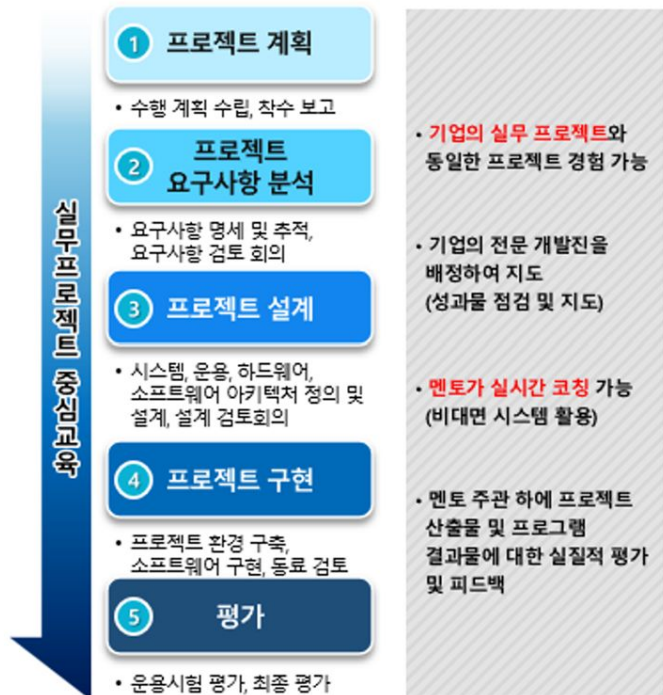 실무프로젝트 중심교육
1 프로젝트 계획
• 수행 계획 수립, 착수 보고
2 프로젝트
요구사항 분석
• 요구사항 명세 및 추적,
요구사항 검토 회의
3 프로젝트 설계
• 시스템, 운용, 하드웨어,
소프트웨어 아키텍처 정의 및
설계, 설계 검토회의
4 프로젝트 구현
• 프로젝트 환경 구축,
소프트웨어 구현, 동료 검토
5 평가
• 운용시험 평가, 최종 평가
• 기업의 실무 프로젝트와
동일한 프로젝트 경험 가능
• 기업의 전문 개발진을
배정하여 지도
(성과물 점검 및 지도)
• 멘토가 실시간 코칭 가능
(비대면 시스템 활용)
• 멘토 주관 하에 프로젝트
산출물 및 프로그램
결과물에 대한 실질적 평가
및 피드백